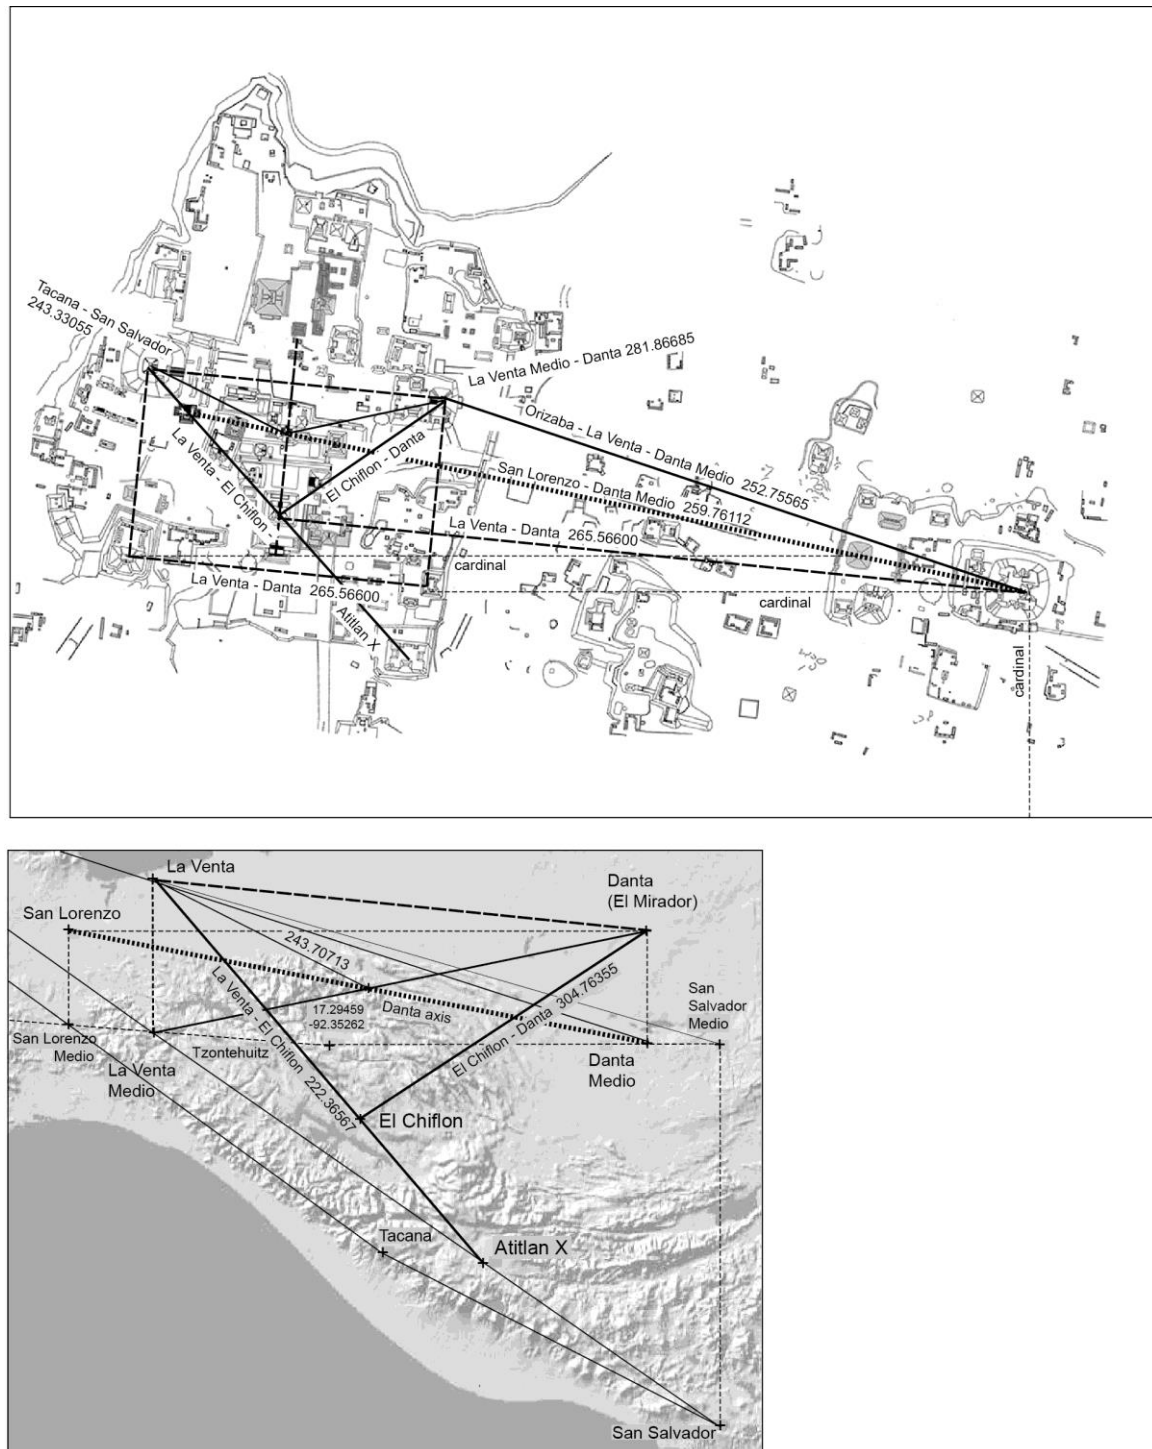 Tacana - San Salvador
243.33055
La Venta Medio - Danta 281.86685
Orizaba - La Venta - Danta Medio 252.75565
El Chiflon - Danta
San Lorenzo - Danta Medio 259.76112
La Venta - El Chiflon -
La Venta - Danta 265.56600
cardinal
La Venta - Danta 265.56600
cardinal
Atitlan X
cardinal
La Venta
Danta
(El Mirador)
San Lorenzo
243.70713
La Venta - El Chiflon 222.36567
El Chiflon - Danta 304.76355
17.29459
-92.35262
Danta axis
San
Salvador
Medio
San Lorenzo
Medio
Tzontehuitz
La Venta
Medio
Danta
Medio
El Chiflon
Tacana
Atitlan X
San Salvador